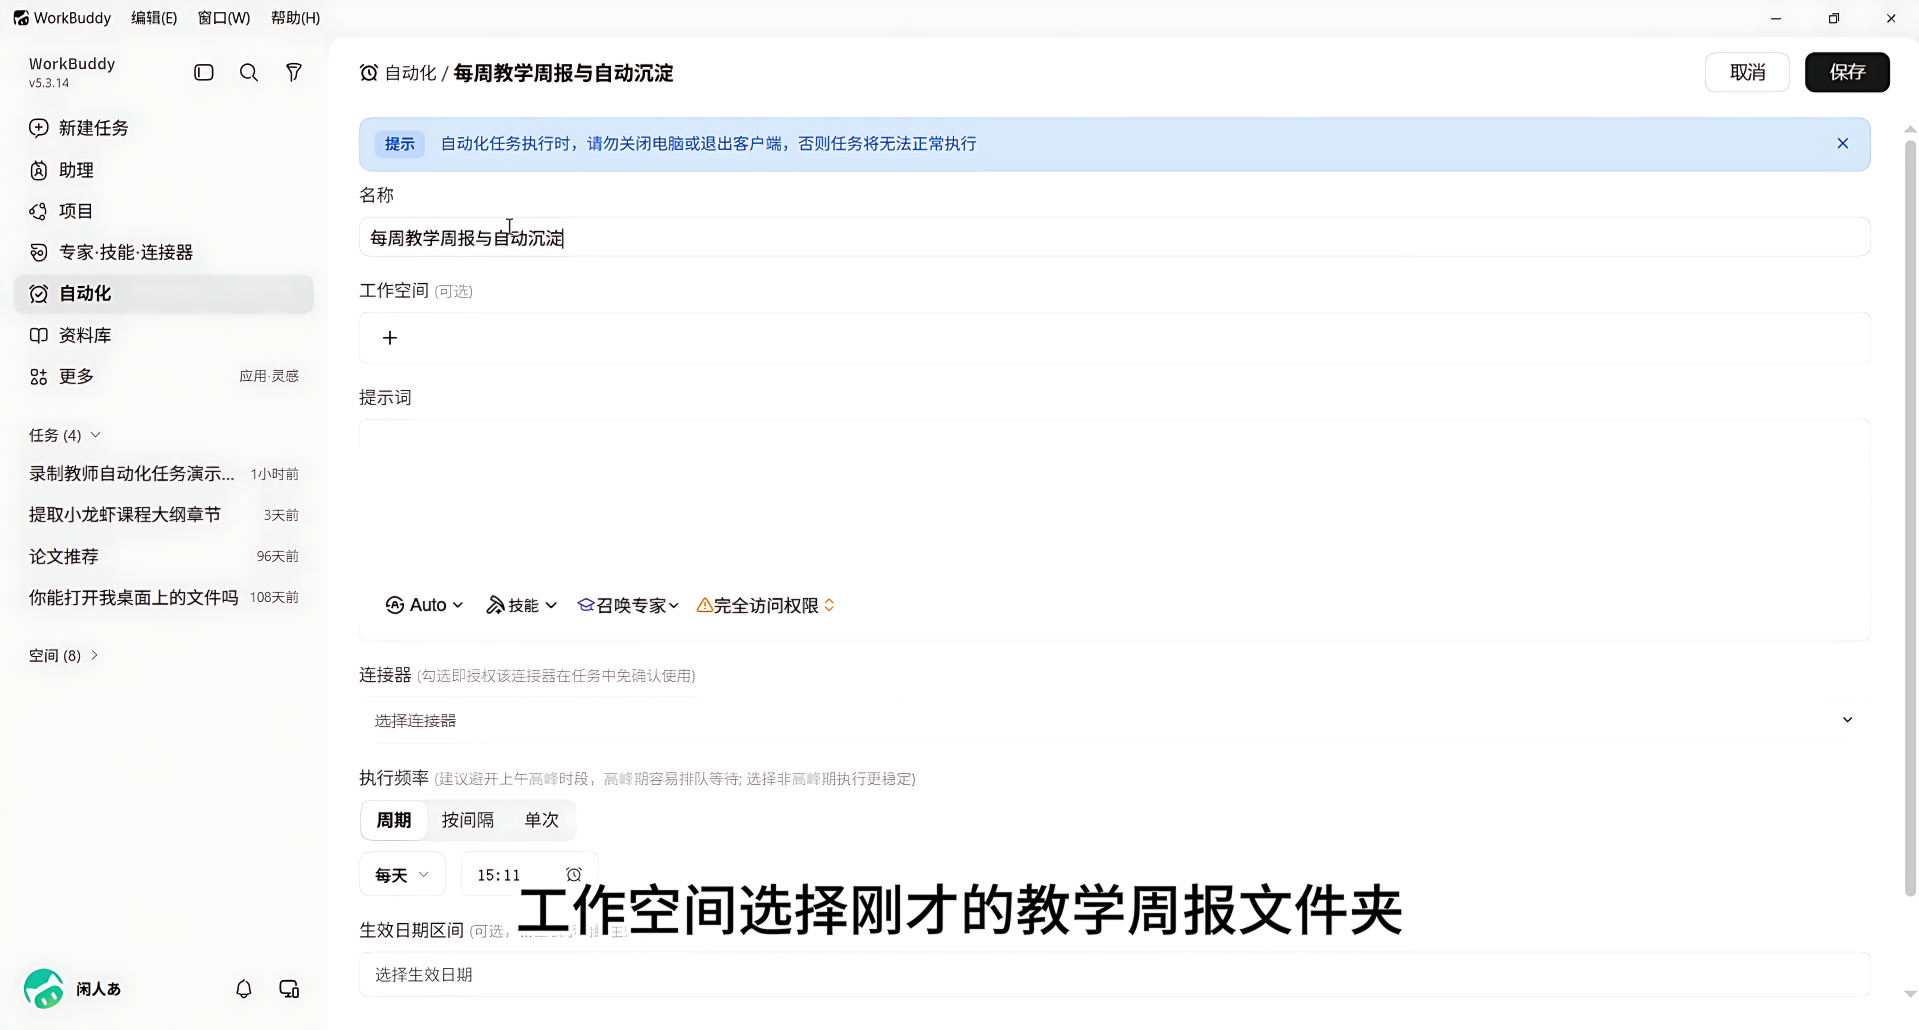 WorkBuddy 编辑(E) 窗口(W) 帮助(H)
WorkBuddy
v5.3.14
新建任务
助理
项目
专家·技能·连接器
自动化
资料库
更多 应用·灵感
任务 (4)
录制教师自动化任务演示... 1小时前
提取小龙虾课程大纲章节 3天前
论文推荐 96天前
你能打开我桌面上的文件吗 108天前
空间 (8)
闲人あ
自动化 / 每周教学周报与自动沉淀
取消 保存
提示 自动化任务执行时，请勿关闭电脑或退出客户端，否则任务将无法正常执行
名称
每周教学周报与自动沉淀
工作空间 (可选)
提示词
Auto 技能 召唤专家 完全访问权限
连接器 (勾选即授权该连接器在任务中免确认使用)
选择连接器
执行频率 (建议避开上午高峰时段，高峰期容易排队等待; 选择非高峰期执行更稳定)
周期 按间隔 单次
每天 15:11
工作空间选择刚才的教学周报文件夹
生效日期区间 (可选，
选择生效日期